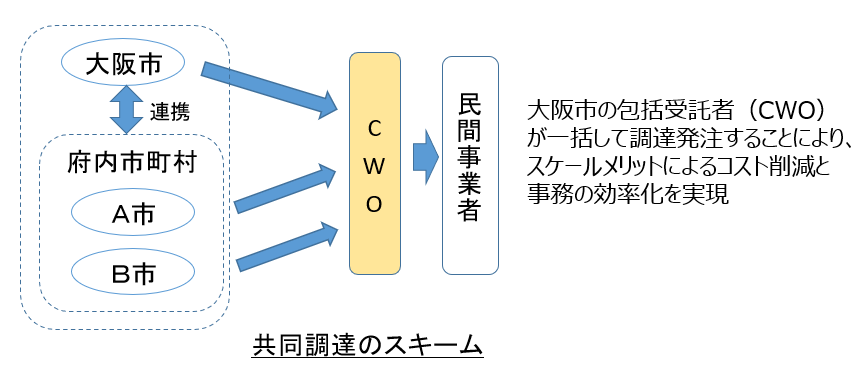 大阪市
連携
府内市町村
A市
B市
CWO
民間事業者
大阪市の包括受託者（CWO）
が一括して調達発注することにより、
スケールメリットによるコスト削減と
事務の効率化を実現
共同調達のスキーム